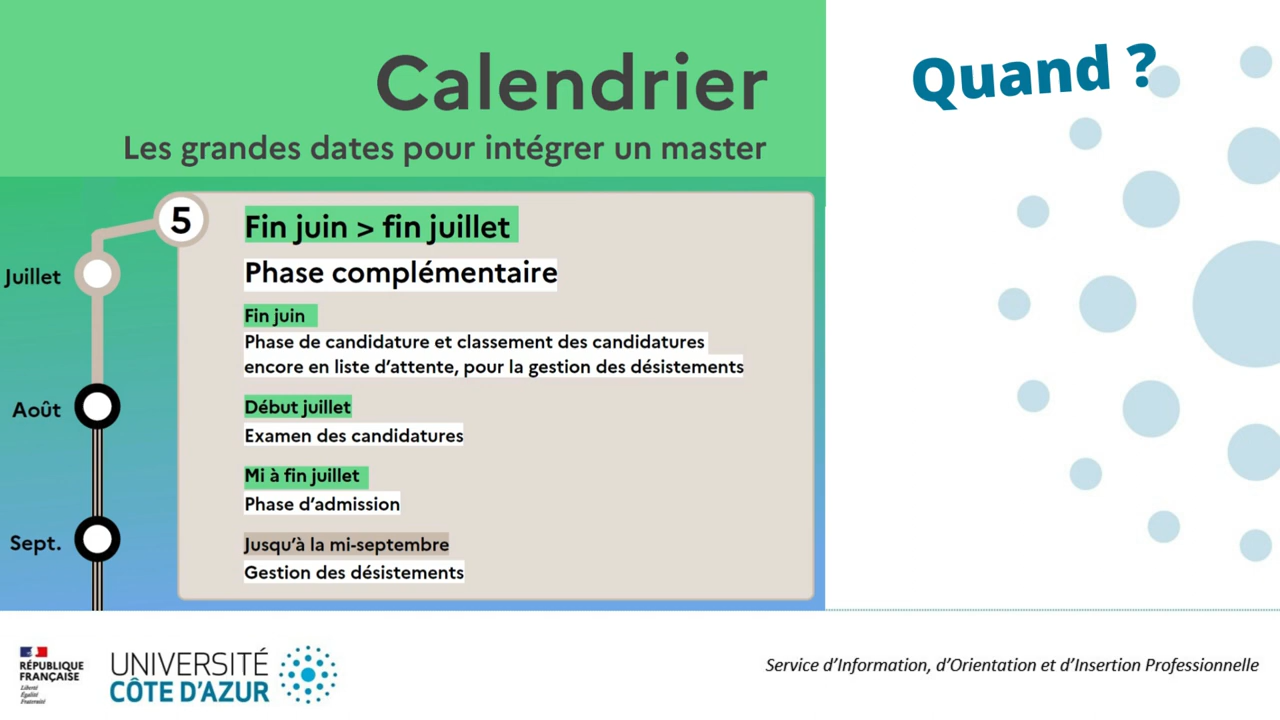 Calendrier
Les grandes dates pour intégrer un master
Quand ?
5
Fin juin > fin juillet
Phase complémentaire
Fin juin
Phase de candidature et classement des candidatures
encore en liste d'attente, pour la gestion des désistements
Début juillet
Examen des candidatures
Mi à fin juillet
Phase d'admission
Jusqu'à la mi-septembre
Gestion des désistements
Juillet
Août
Sept.
RÉPUBLIQUE
FRANÇAISE
Liberté
Égalité
Fraternité
UNIVERSITÉ
CÔTE D'AZUR
Service d'Information, d'Orientation et d'Insertion Professionnelle